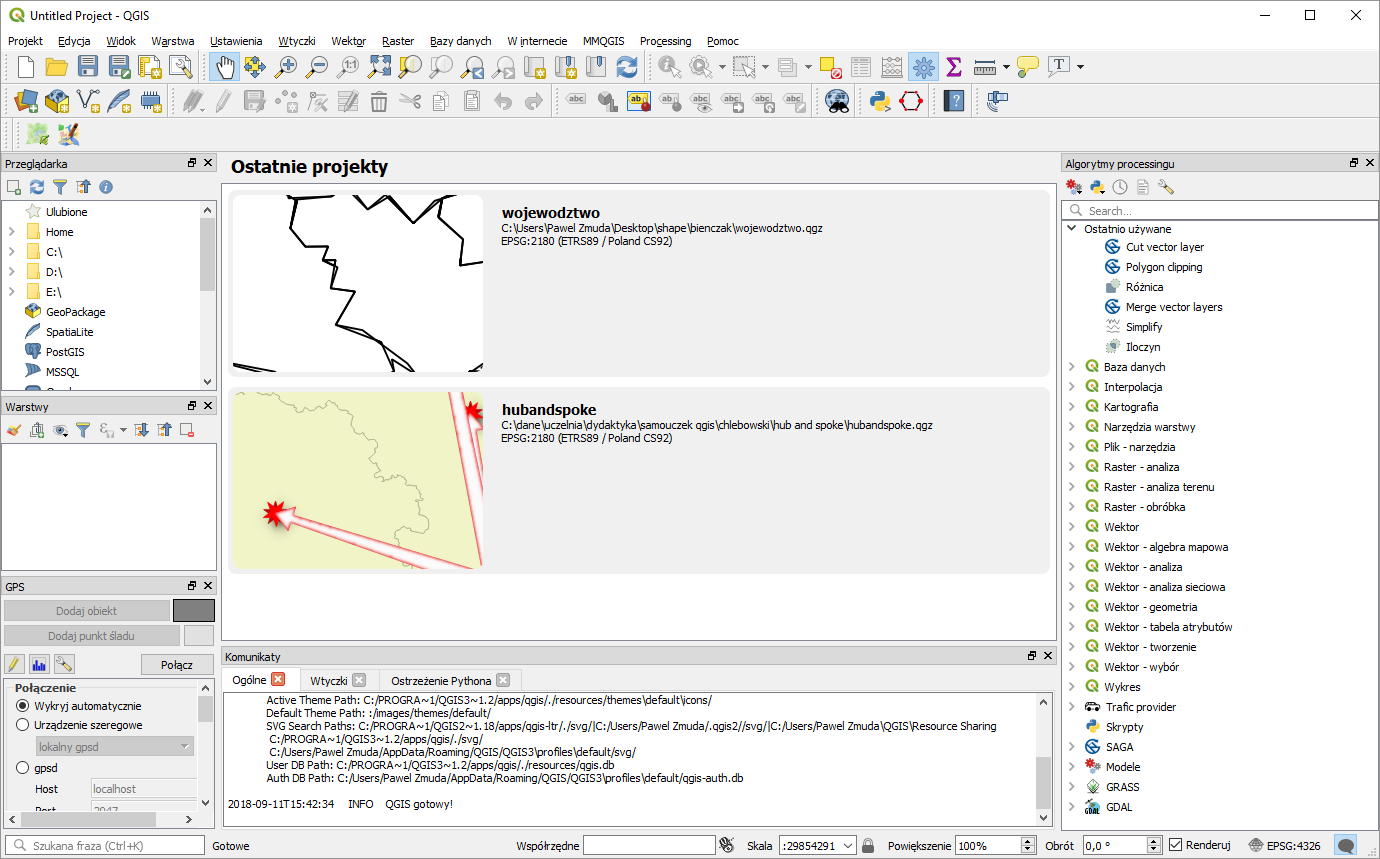 Untitled Project - QGIS
Projekt Edycja Widok Warstwa Ustawienia Wtyczki Wektor Raster Bazy danych W internecie MMQGIS Processing Pomoc
Przeglądarka
Ulubione
Home
C:\
D:\
E:\
GeoPackage
SpatiaLite
PostGIS
MSSQL
Warstwy
GPS
Dodaj obiekt
Dodaj punkt śladu
Połącz
Połączenie
Wykryj automatycznie
Urządzenie szeregowe
lokalny gpsd
gpsd
Host localhost
Ostatnie projekty
wojewodztwo
C:\Users\Pawel Zmuda\Desktop\shape\bienczak\wojewodztwo.qgz
EPSG:2180 (ETRS89 / Poland CS92)
hubandspoke
C:\dane\uczelnia\dydaktyka\samouczek qgis\chlebowski\hub and spoke\hubandspoke.qgz
EPSG:2180 (ETRS89 / Poland CS92)
Komunikaty
Ogólne Wtyczki Ostrzeżenie Pythona
Active Theme Path: C:/PROGRA~1/QGIS3~1.2/apps/qgis/./resources/themes\default\icons/
Default Theme Path: :/images/themes/default/
SVG Search Paths: C:/PROGRA~1/QGIS2~1.18/apps/qgis-ltr/./svg/|C:/Users/Pawel Zmuda/.qgis2//svg/|C:/Users/Pawel Zmuda\QGIS\Resource Sharing
C:/PROGRA~1/QGIS3~1.2/apps/qgis/./svg/
C:/Users/Pawel Zmuda/AppData/Roaming/QGIS/QGIS3\profiles\default/svg/
User DB Path: C:/PROGRA~1/QGIS3~1.2/apps/qgis/./resources/qgis.db
Auth DB Path: C:/Users/Pawel Zmuda/AppData/Roaming/QGIS/QGIS3\profiles\default/qgis-auth.db
2018-09-11T15:42:34 INFO QGIS gotowy!
Algorytmy processingu
Search...
Ostatnio używane
Cut vector layer
Polygon clipping
Różnica
Merge vector layers
Simplify
Iloczyn
Baza danych
Interpolacja
Kartografia
Narzędzia warstwy
Plik - narzędzia
Raster - analiza
Raster - analiza terenu
Raster - obróbka
Wektor
Wektor - algebra mapowa
Wektor - analiza
Wektor - analiza sieciowa
Wektor - geometria
Wektor - tabela atrybutów
Wektor - tworzenie
Wektor - wybór
Wykres
Trafic provider
Skrypty
SAGA
Modele
GRASS
GDAL
Szukana fraza (Ctrl+K) Gotowe Współrzędne Skala :29854291 Powiększenie 100% Obrót 0,0 ° Renderuj EPSG:4326